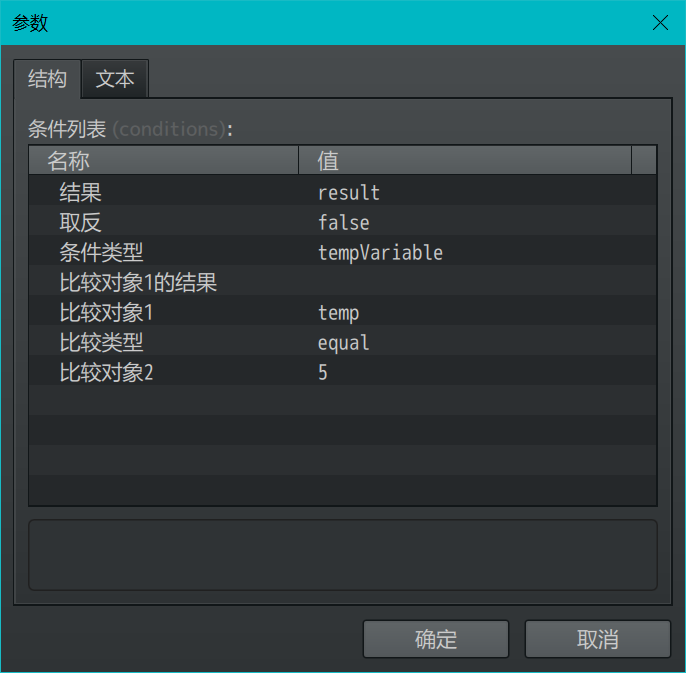 参数
结构 文本
条件列表 (conditions):
名称 值
结果 result
取反 false
条件类型 tempVariable
比较对象1的结果
比较对象1 temp
比较类型 equal
比较对象2 5
确定 取消